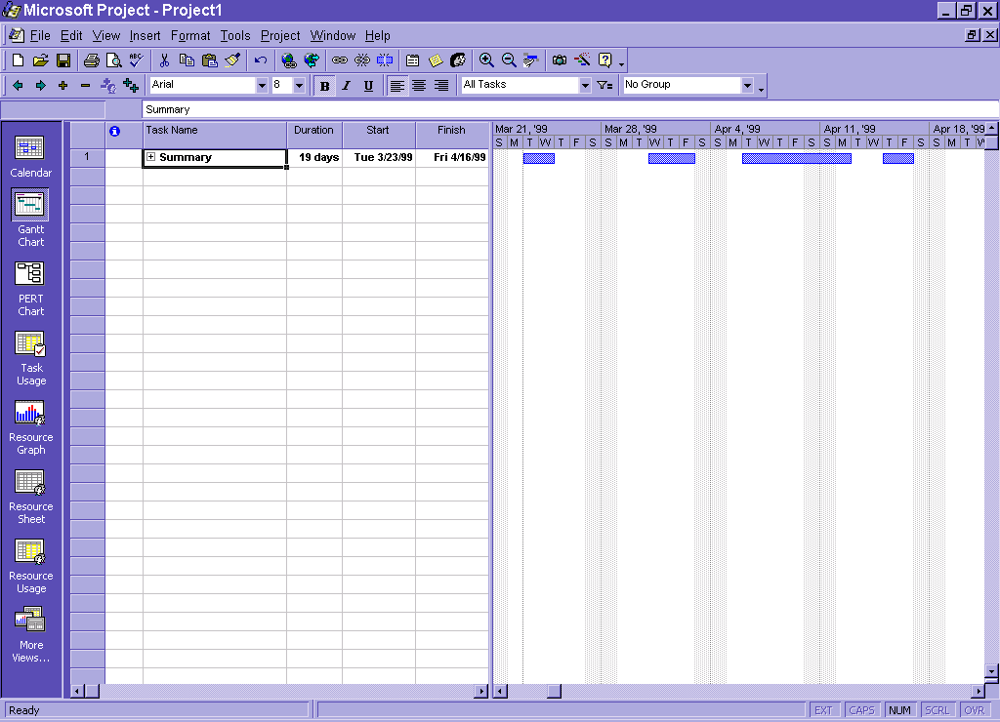 Microsoft Project - Project1
File Edit View Insert Format Tools Project Window Help
ABC
Arial 8 B I U All Tasks No Group
Summary
Task Name Duration Start Finish
Mar 21, '99 Mar 28, '99 Apr 4, '99 Apr 11, '99 Apr 18, '99
S M T W T F S S M T W T F S S M T W T F S S M T W T F S S M T W
1 Summary 19 days Tue 3/23/99 Fri 4/16/99
Calendar
Gantt
Chart
PERT
Chart
Task
Usage
Resource
Graph
Resource
Sheet
Resource
Usage
More
Views...
Ready EXT CAPS NUM SCRL OVR